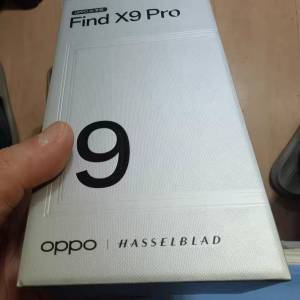 Find X9 Pro
9
oppo | HASSELBLAD